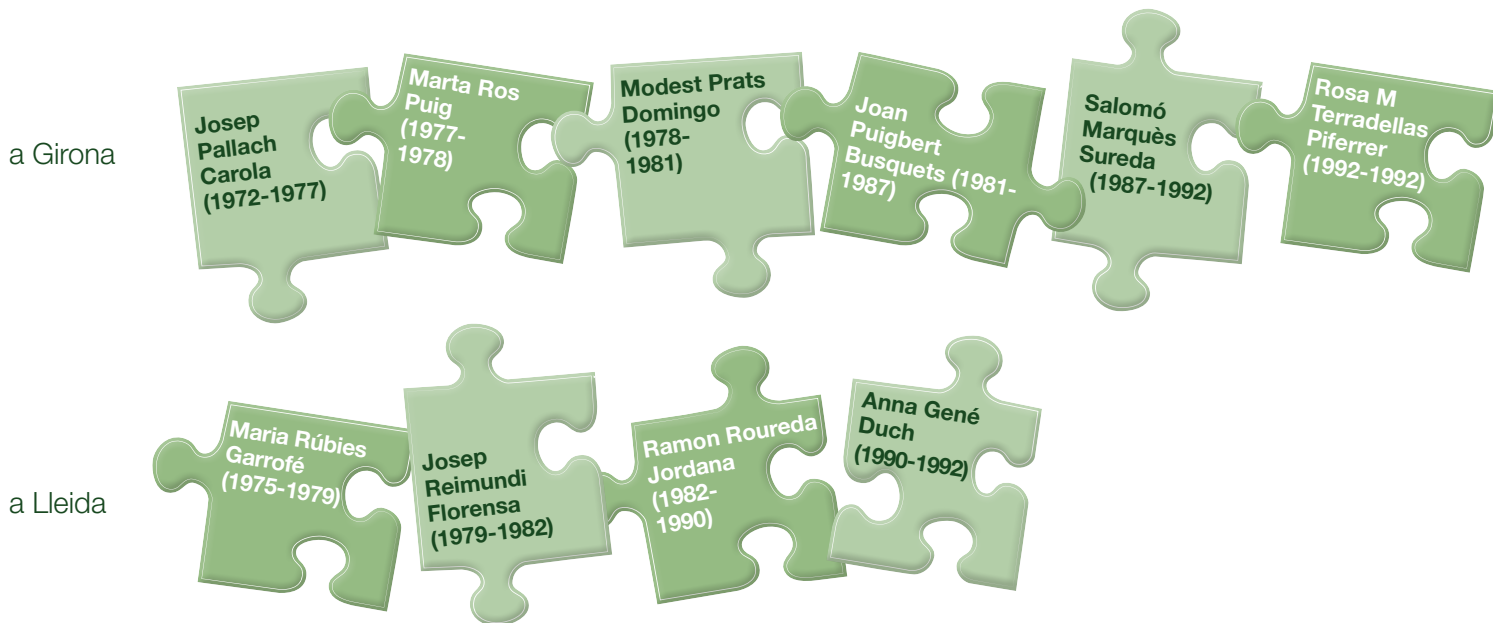 a Girona
Josep
Pallach
Carola
(1972-1977)
Marta Ros
Puig
(1977-
1978)
Modest Prats
Domingo
(1978-
1981)
Joan
Puigbert
Busquets (1981-
1987)
Salomó
Marquès
Sureda
(1987-1992)
Rosa M
Terradellas
Piferrer
(1992-1992)
a Lleida
Maria Rúbies
Garrofé
(1975-1979)
Josep
Reimundi
Florensa
(1979-1982)
Ramon Roureda
Jordana
(1982-
1990)
Anna Gené
Duch
(1990-1992)